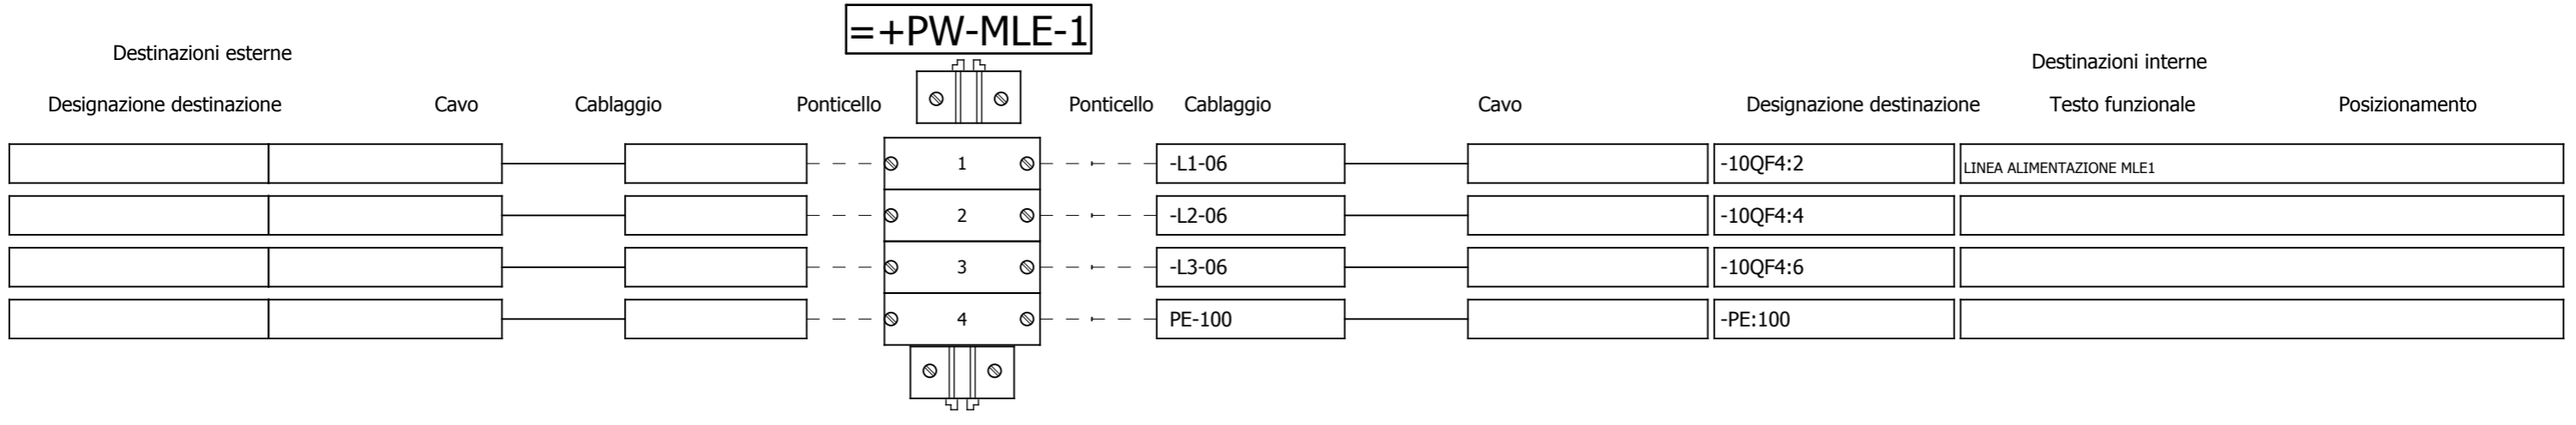 =+PW-MLE-1
Destinazioni esterne
Destinazioni interne
Designazione destinazione Cavo Cablaggio Ponticello Ponticello Cablaggio Cavo Designazione destinazione Testo funzionale Posizionamento
1 -L1-06 -10QF4:2 LINEA ALIMENTAZIONE MLE1
2 -L2-06 -10QF4:4
3 -L3-06 -10QF4:6
4 PE-100 -PE:100